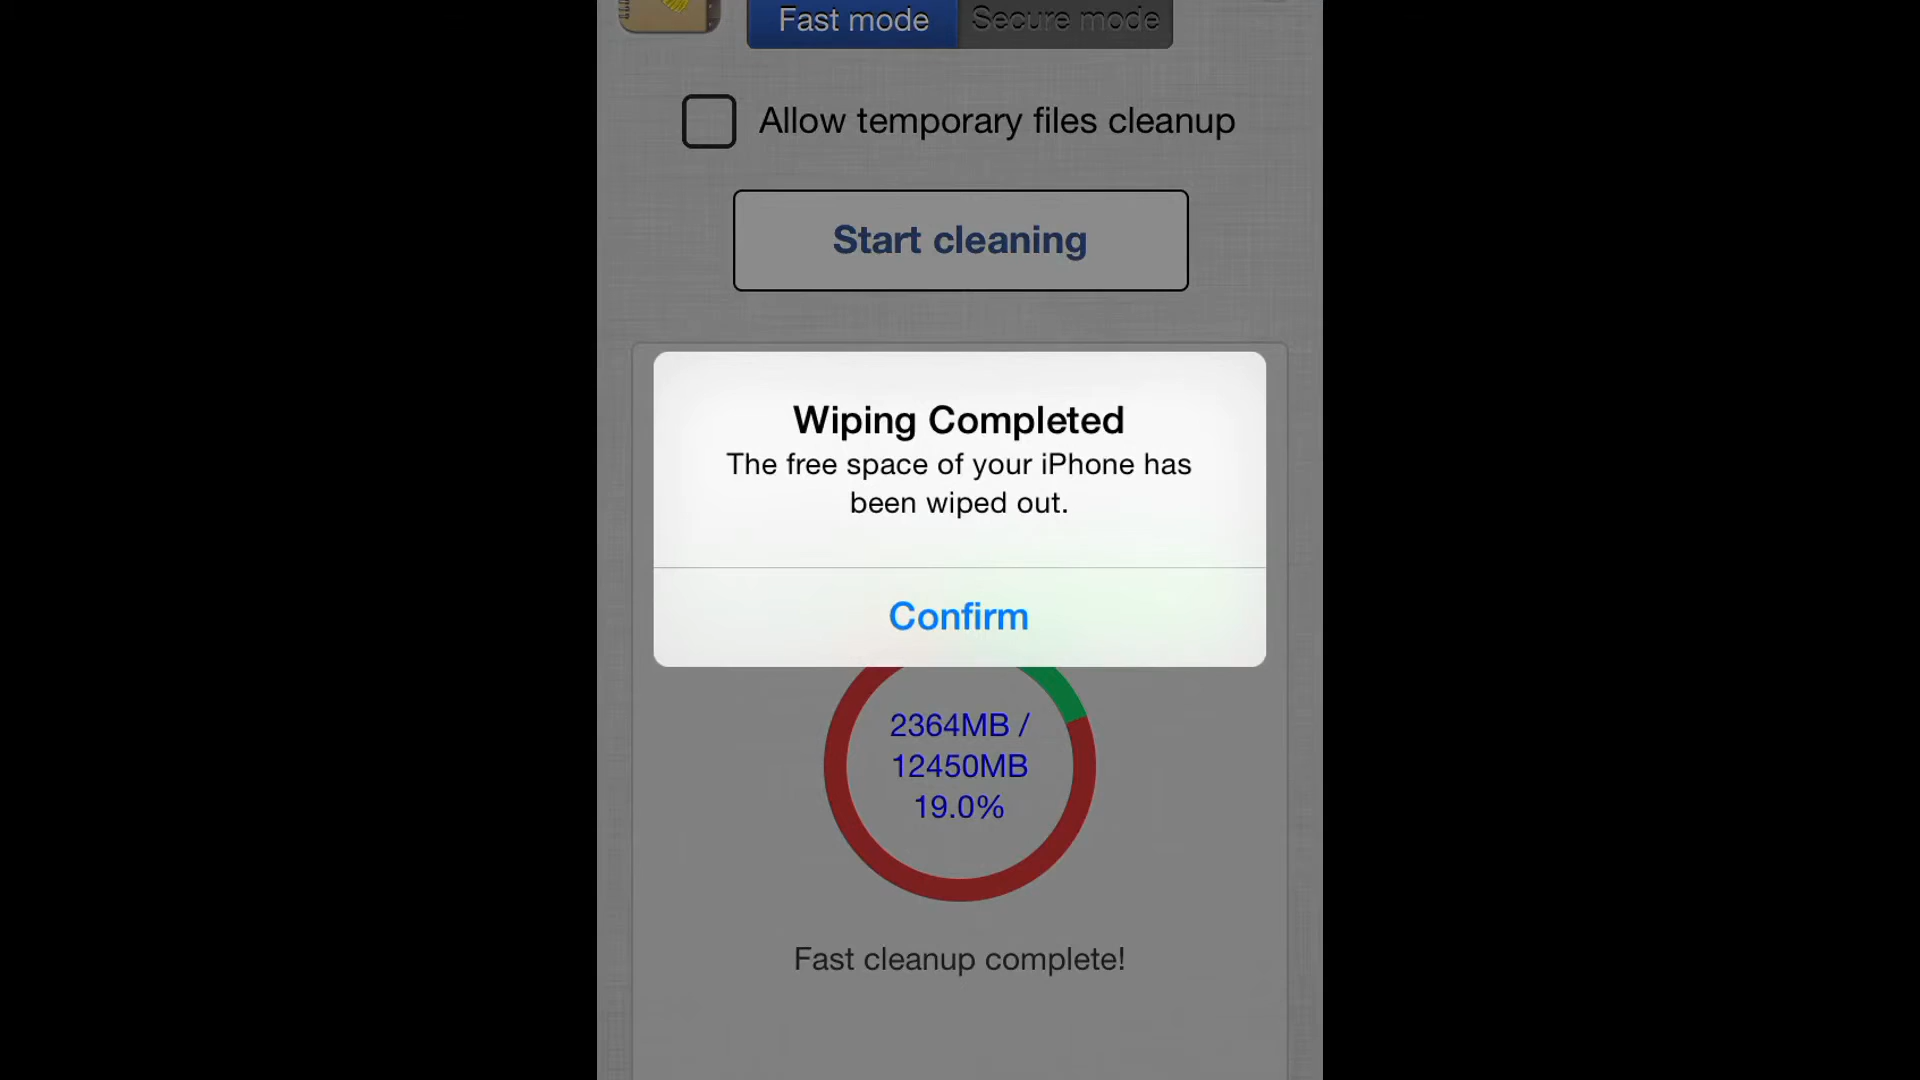 Fast mode Secure mode
Allow temporary files cleanup
Start cleaning
Wiping Completed
The free space of your iPhone has
been wiped out.
Confirm
2364MB /
12450MB
19.0%
Fast cleanup complete!